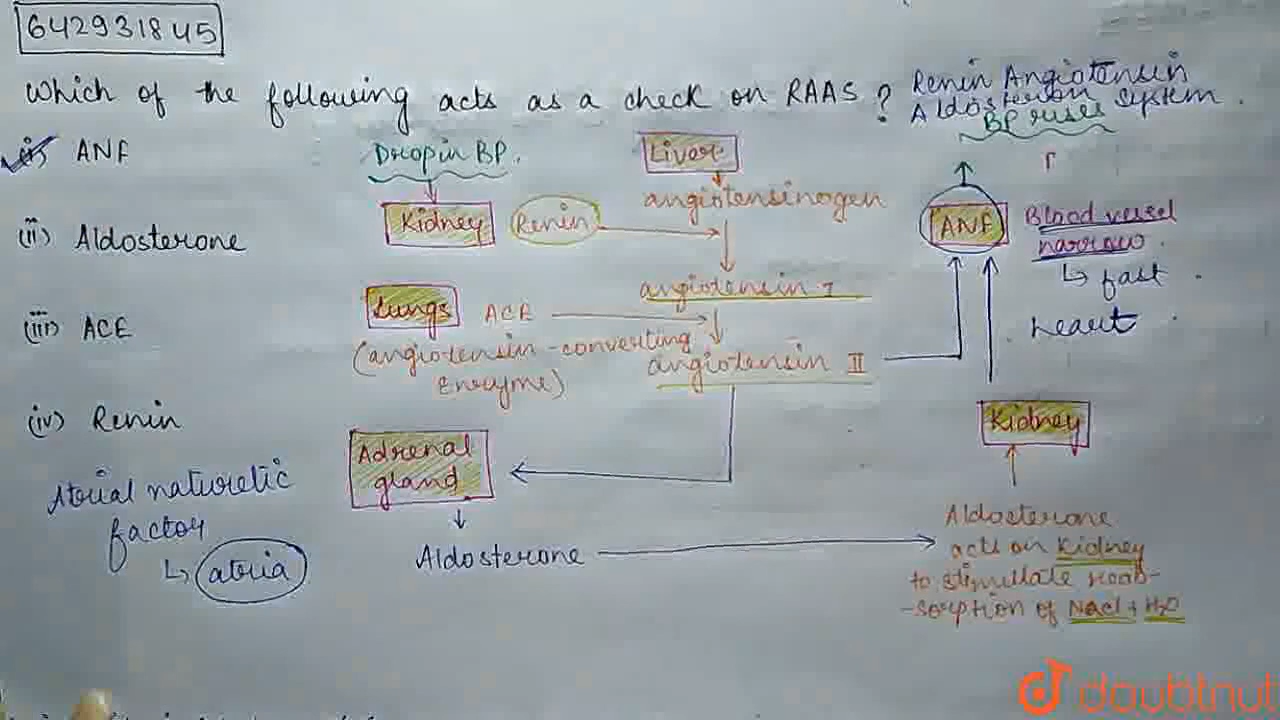 642931845
Which of the following acts as a check on RAAS ?
Renin Angiotensin
Aldosterion System.
BP rises
(i) ANF
(ii) Aldosterone
(iii) ACE
(iv) Renin
Atrial naturetic
factor
↳ atria
Drop in BP.
Kidney
Renin
Liver
angiotensinogen
angiotensin-I
Lungs
ACE
(angiotensin-converting
Enzyme)
angiotensin II
Adrenal
gland
Aldosterone
ANF
Blood vessel
narrow.
↳ fast.
heart
Kidney
Aldosterone
acts on Kidney
to stimulate reab-
-sorption of NaCl + H2O
doubtnut